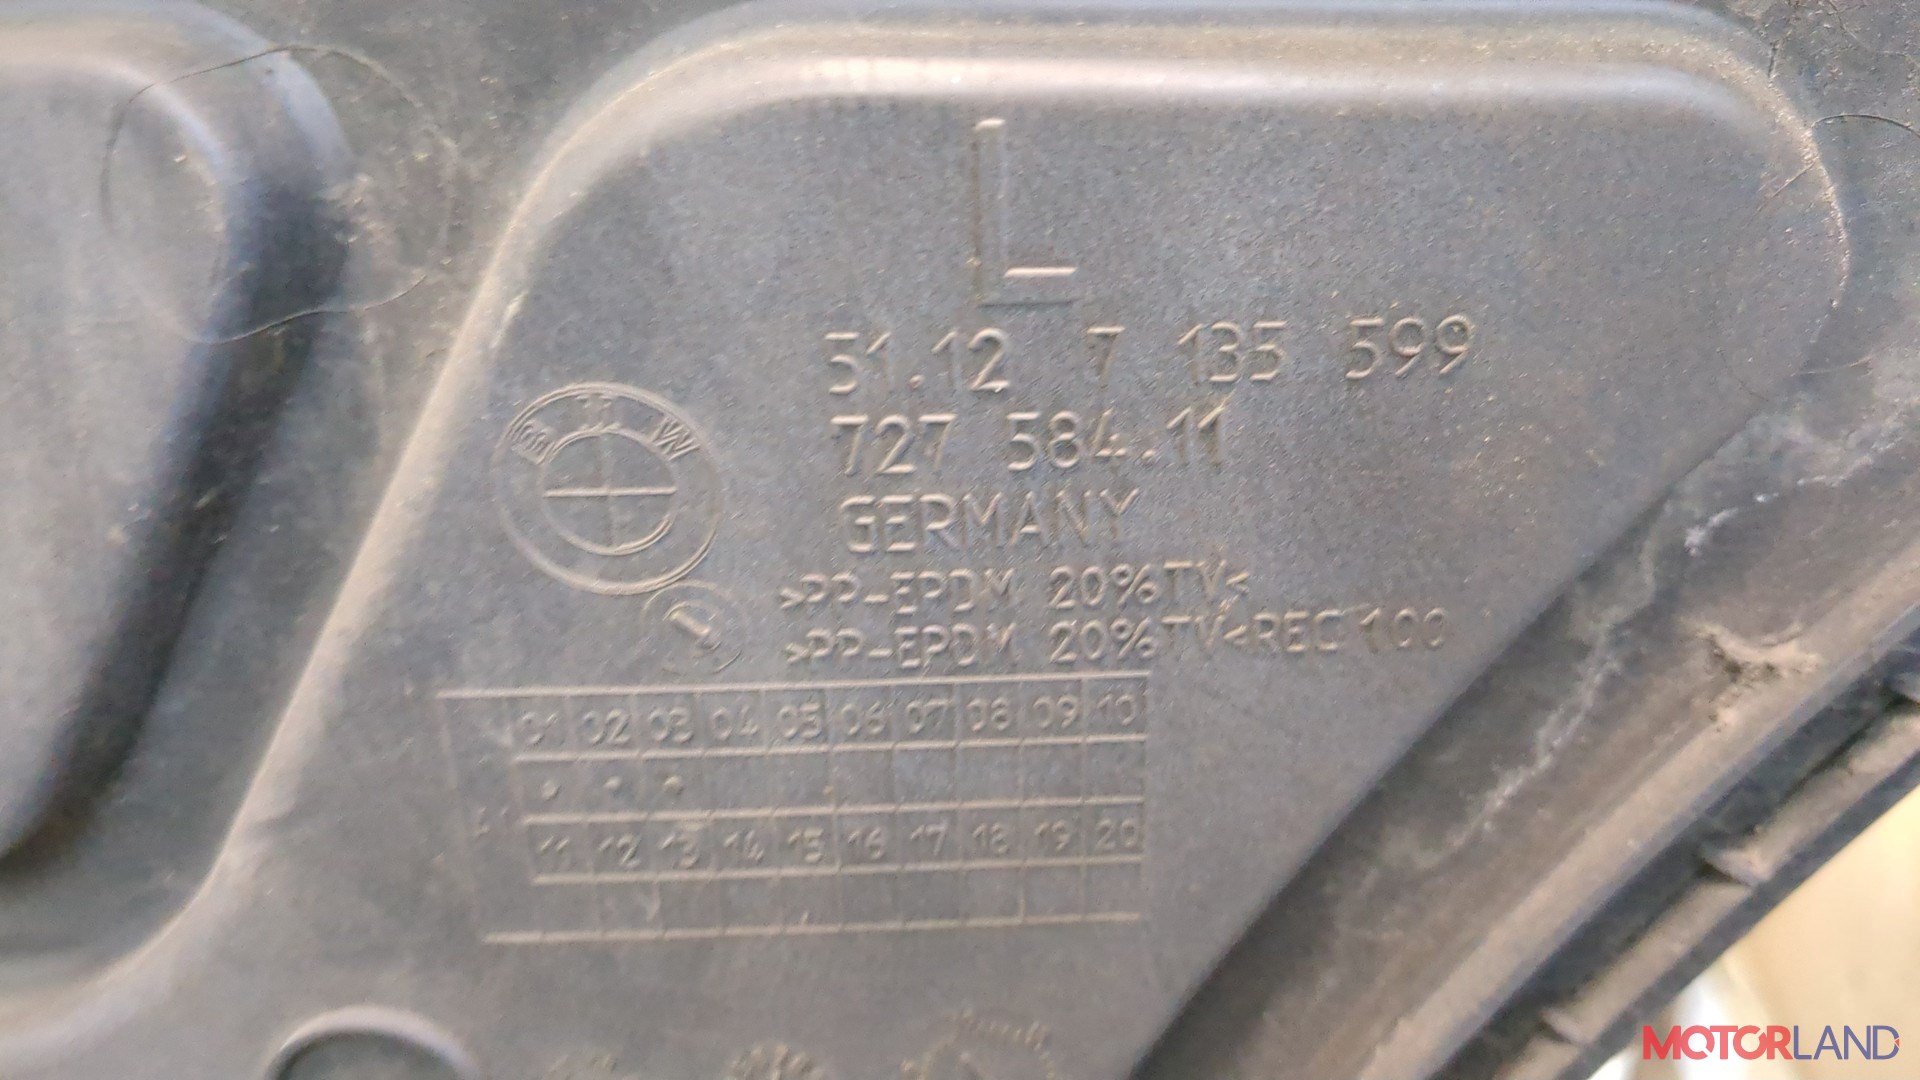 L
51.12 7 135 599
BMW
727 584.11
GERMANY
>PP-EPDM 20%TV<
>PP-EPDM 20%TV<REC 100
01 02 03 04 05 06 07 08 09 10
11 12 13 14 15 16 17 18 19 20
MOTORLAND